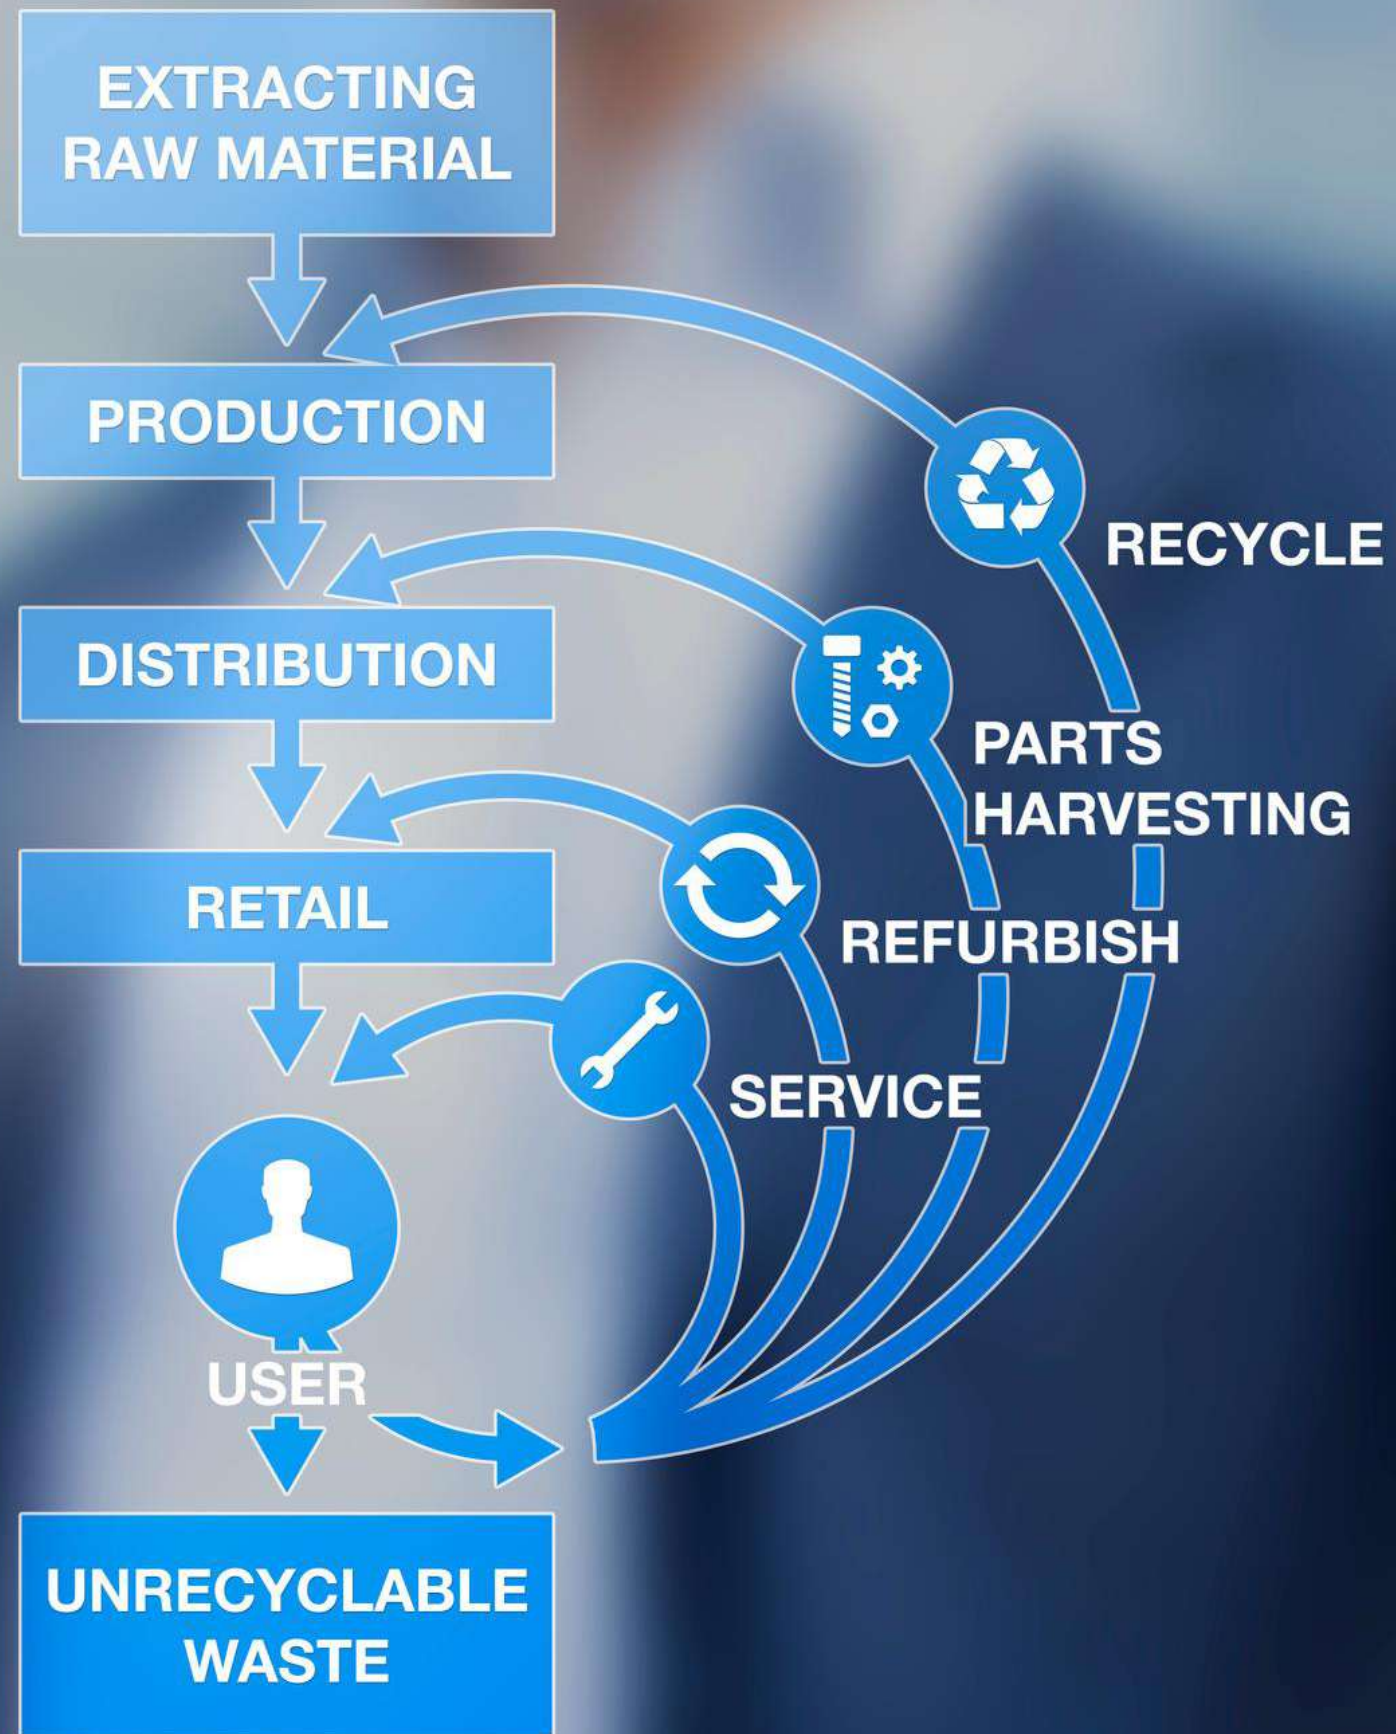 EXTRACTING
RAW MATERIAL
PRODUCTION
RECYCLE
DISTRIBUTION
PARTS
HARVESTING
RETAIL
REFURBISH
SERVICE
USER
UNRECYCLABLE
WASTE